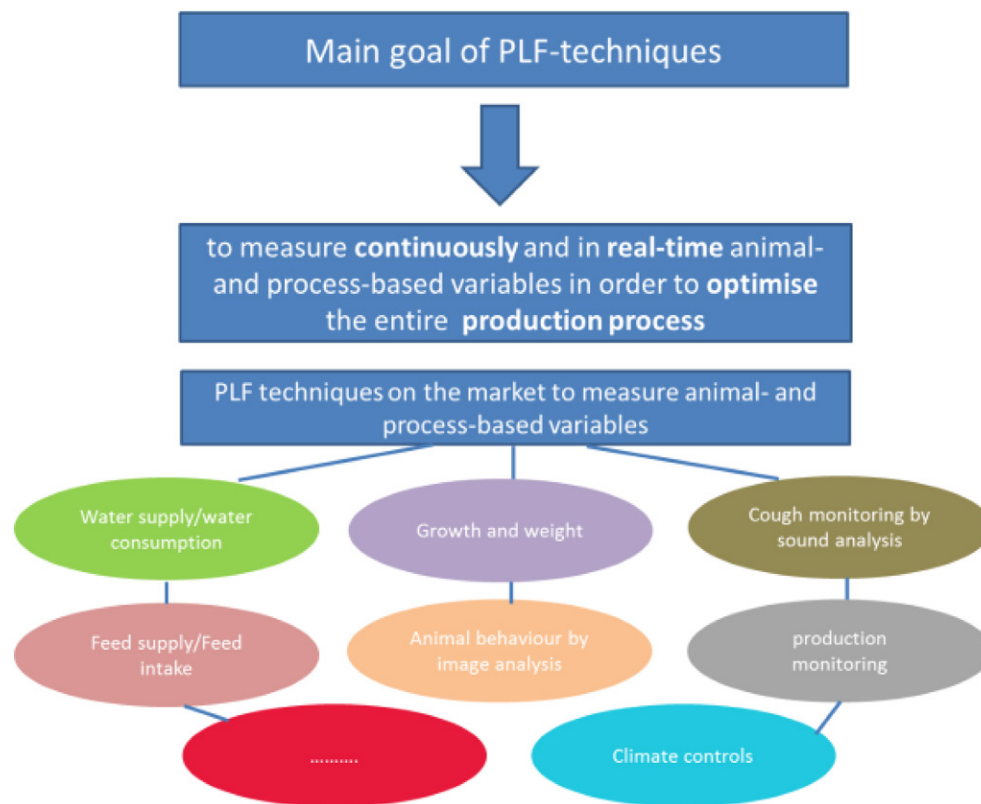 Main goal of PLF-techniques
to measure continuously and in real-time animal-
and process-based variables in order to optimise
the entire production process
PLF techniques on the market to measure animal- and
process-based variables
Water supply/water
consumption
Growth and weight
Cough monitoring by
sound analysis
Feed supply/Feed
intake
Animal behaviour by
image analysis
production
monitoring
..........
Climate controls